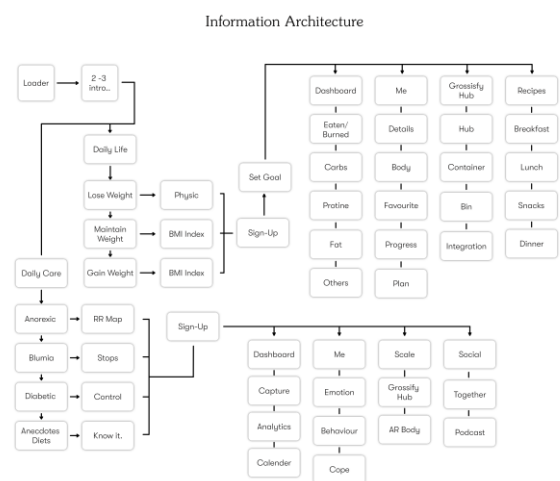 Information Architecture
Loader
2 -3
intro..
Daily Life
Lose Weight
Physic
Maintain
Weight
BMI Index
Gain Weight
BMI Index
Sign-Up
Set Goal
Dashboard
Me
Grossisfy
Hub
Recipes
Eaten/
Burned
Details
Hub
Breakfast
Carbs
Body
Container
Lunch
Protine
Favourite
Bin
Snacks
Fat
Progress
Integration
Dinner
Others
Plan
Daily Care
Anorexic
RR Map
Blumia
Stops
Diabetic
Control
Anecdotes
Diets
Know it.
Sign-Up
Dashboard
Me
Scale
Social
Capture
Emotion
Grossify
Hub
Together
Analytics
Behaviour
AR Body
Podcast
Calender
Cope